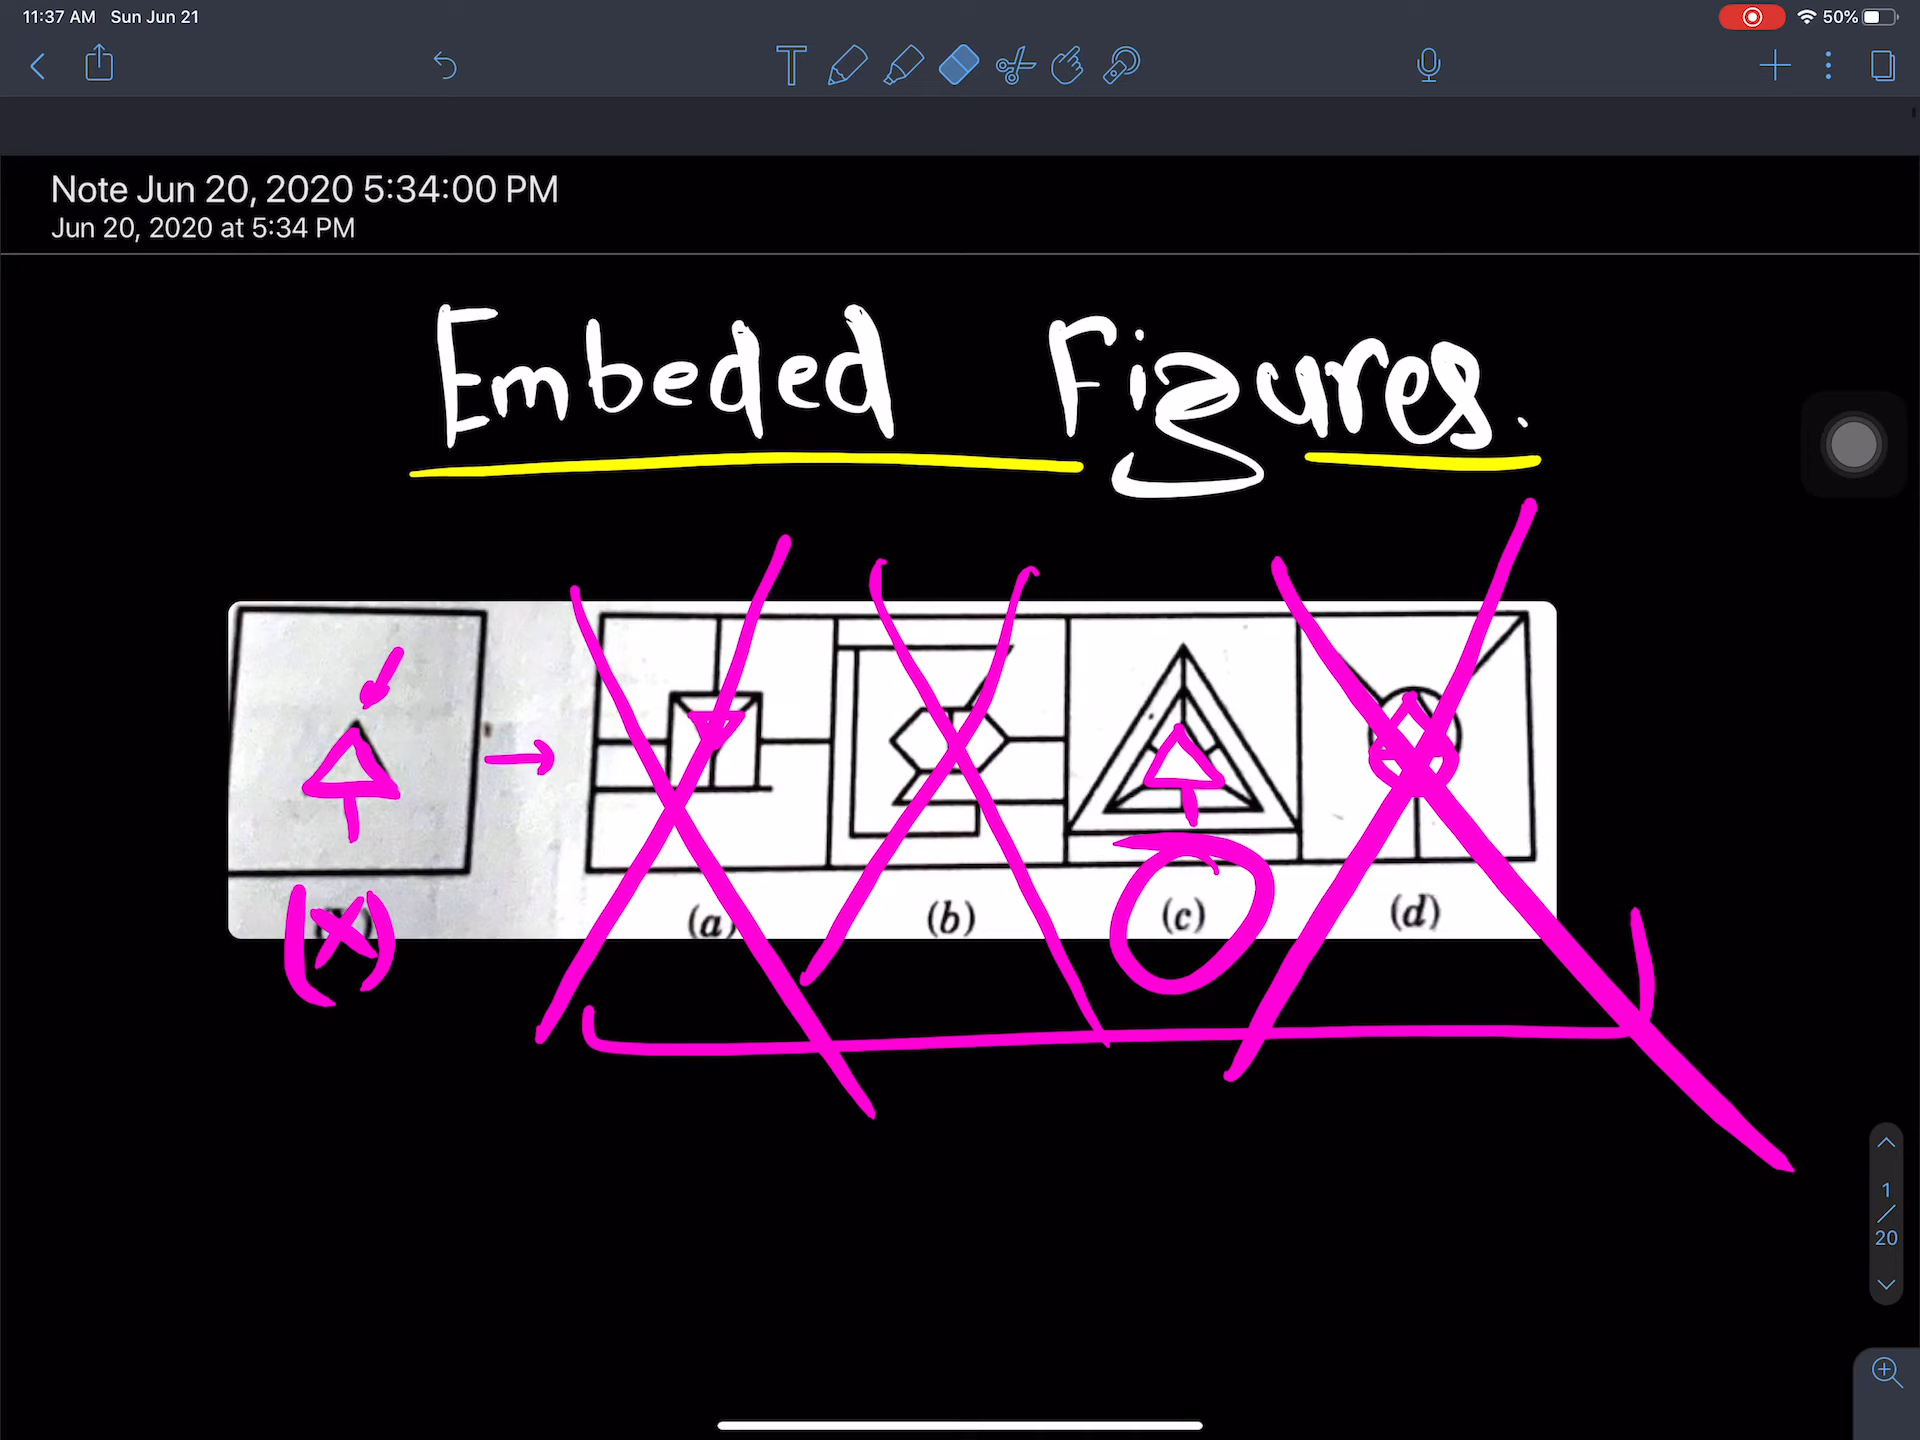 11:37 AM Sun Jun 21
50%
Note Jun 20, 2020 5:34:00 PM
Jun 20, 2020 at 5:34 PM
Embeded Figures.
(X) (a) (b) (c) (d)
1
/
20